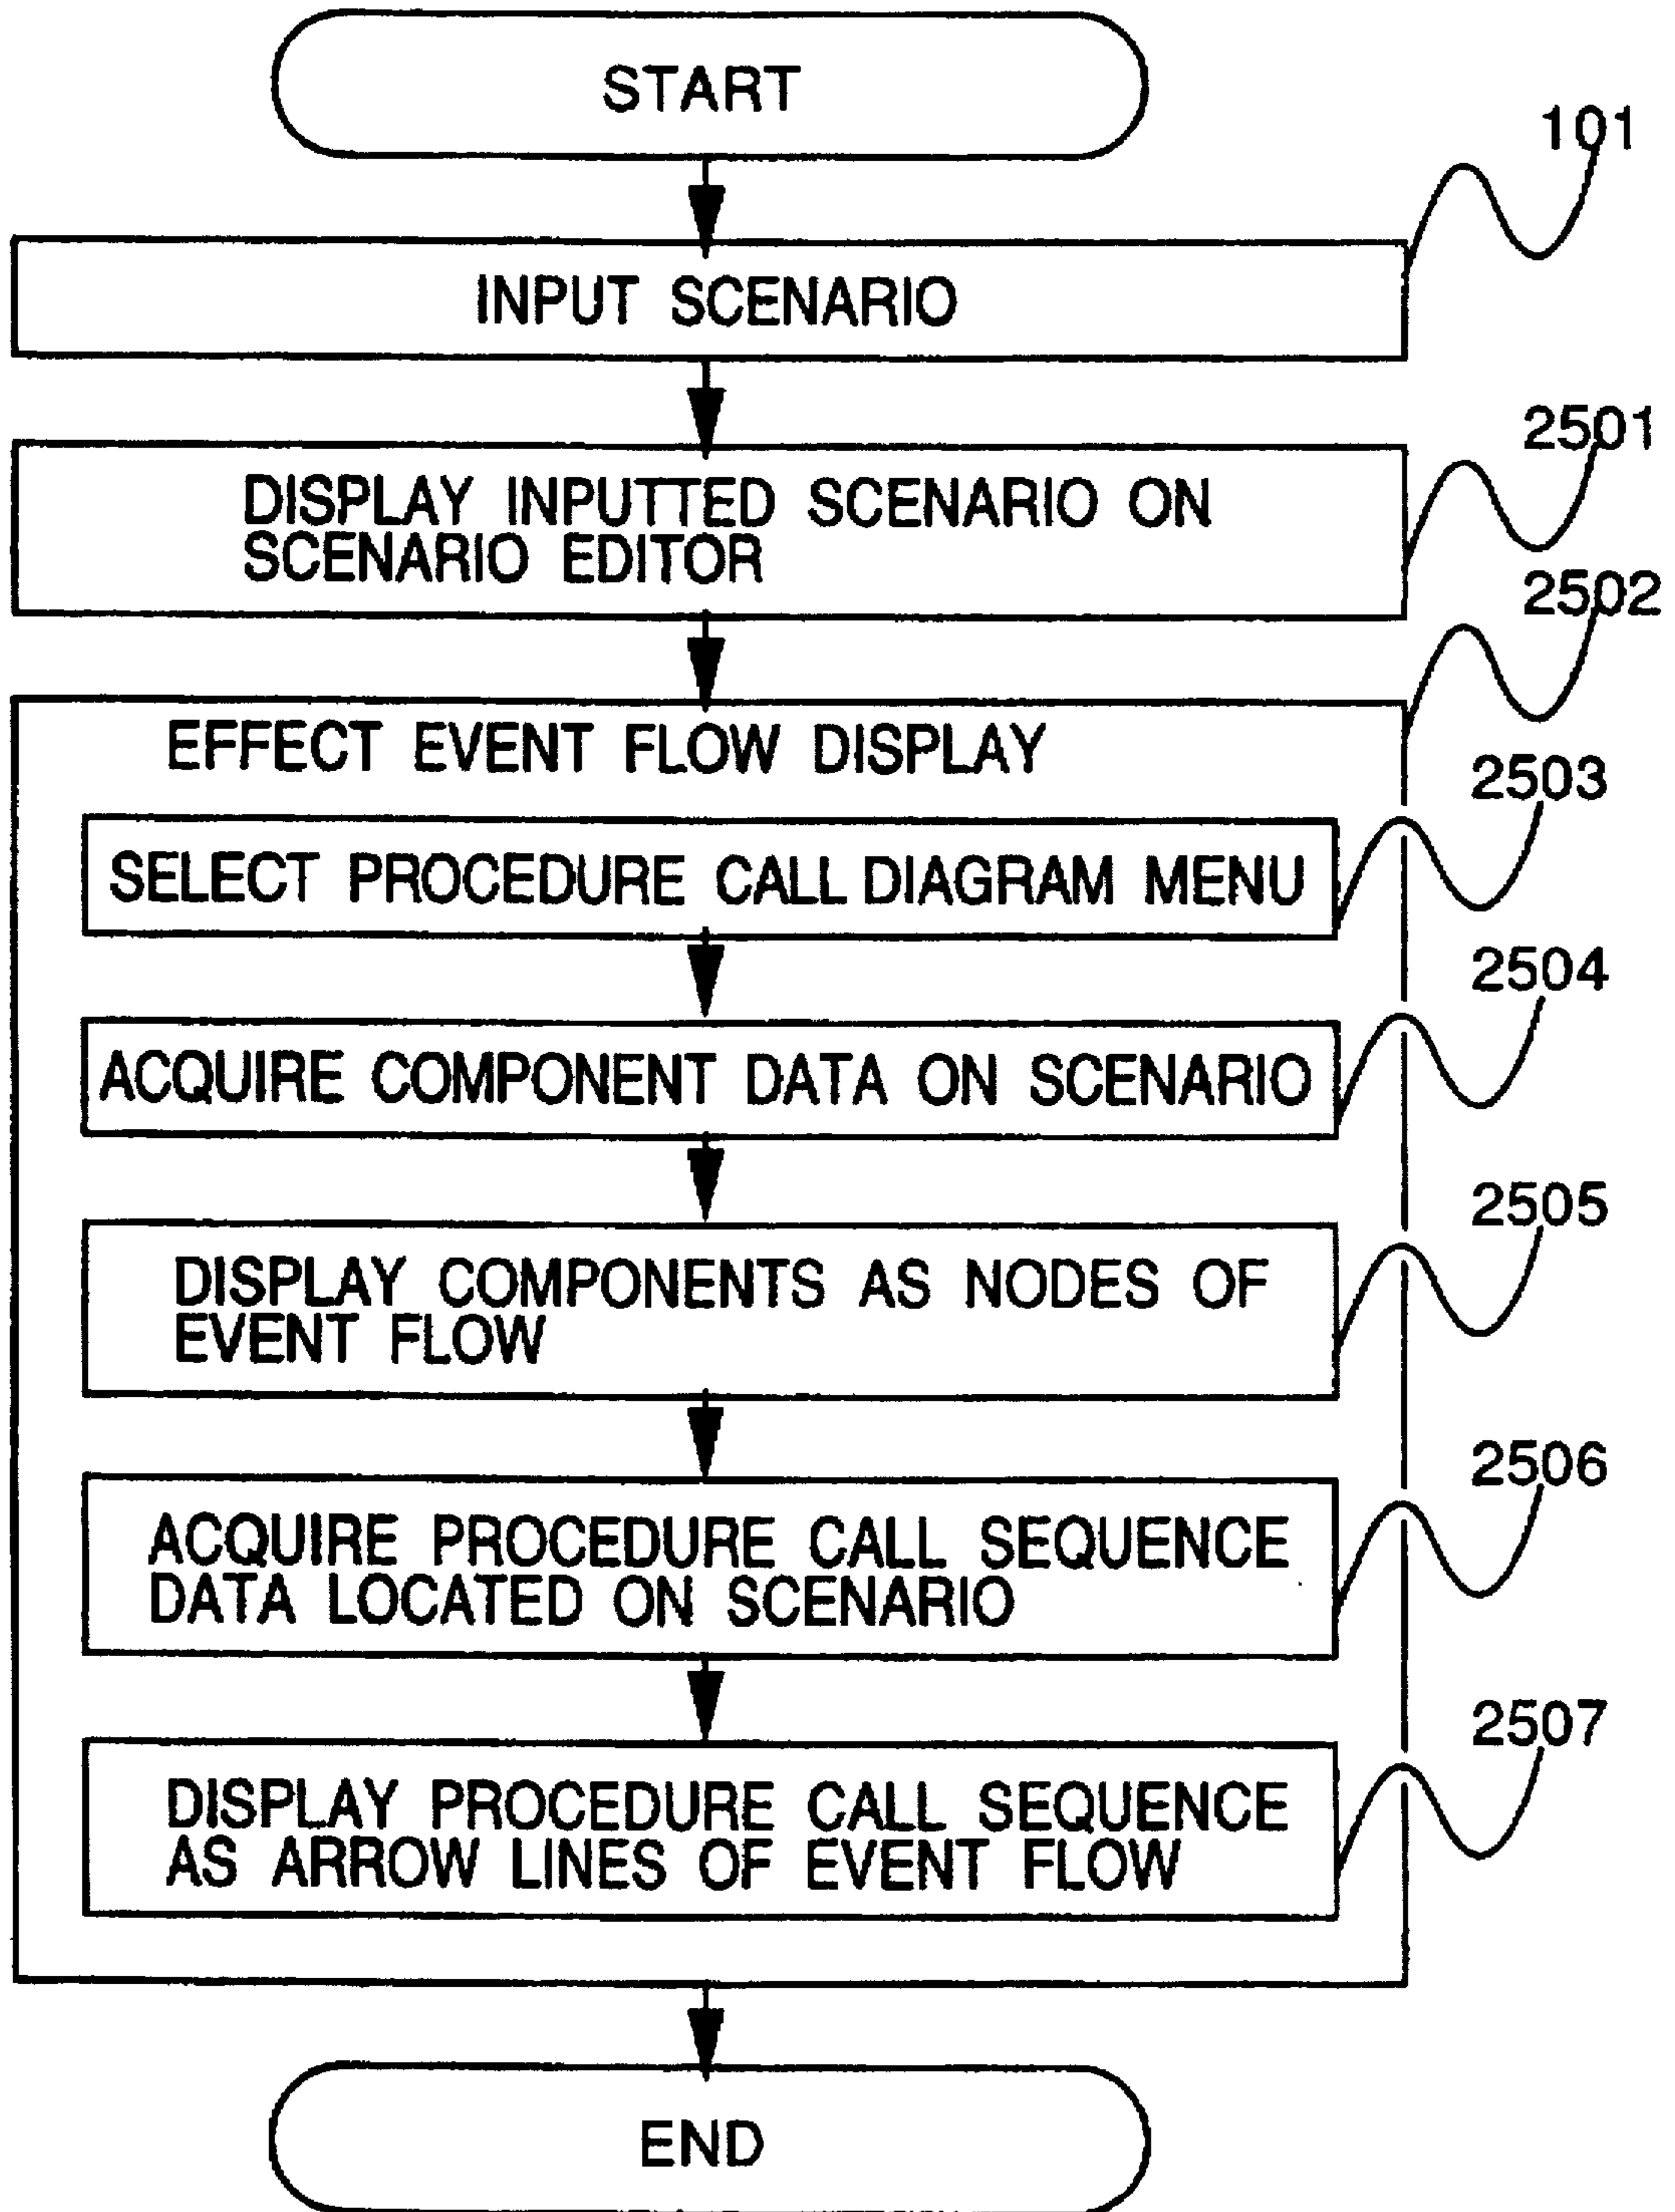 START
101
INPUT SCENARIO
2501
DISPLAY INPUTTED SCENARIO ON
SCENARIO EDITOR
2502
EFFECT EVENT FLOW DISPLAY
2503
SELECT PROCEDURE CALL DIAGRAM MENU
2504
ACQUIRE COMPONENT DATA ON SCENARIO
2505
DISPLAY COMPONENTS AS NODES OF
EVENT FLOW
2506
ACQUIRE PROCEDURE CALL SEQUENCE
DATA LOCATED ON SCENARIO
2507
DISPLAY PROCEDURE CALL SEQUENCE
AS ARROW LINES OF EVENT FLOW
END